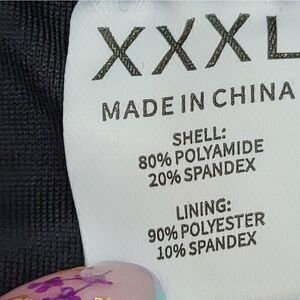 XXXL
MADE IN CHINA
SHELL:
80% POLYAMIDE
20% SPANDEX
LINING:
90% POLYESTER
10% SPANDEX